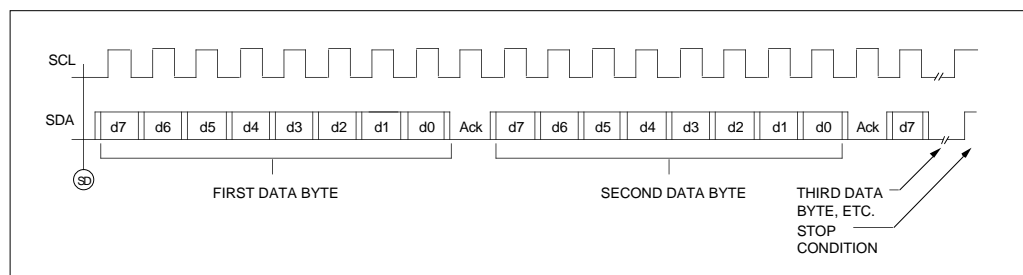 SCL
SDA d7 d6 d5 d4 d3 d2 d1 d0 Ack d7 d6 d5 d4 d3 d2 d1 d0 Ack d7
SD
FIRST DATA BYTE
SECOND DATA BYTE
THIRD DATA
BYTE, ETC.
STOP
CONDITION